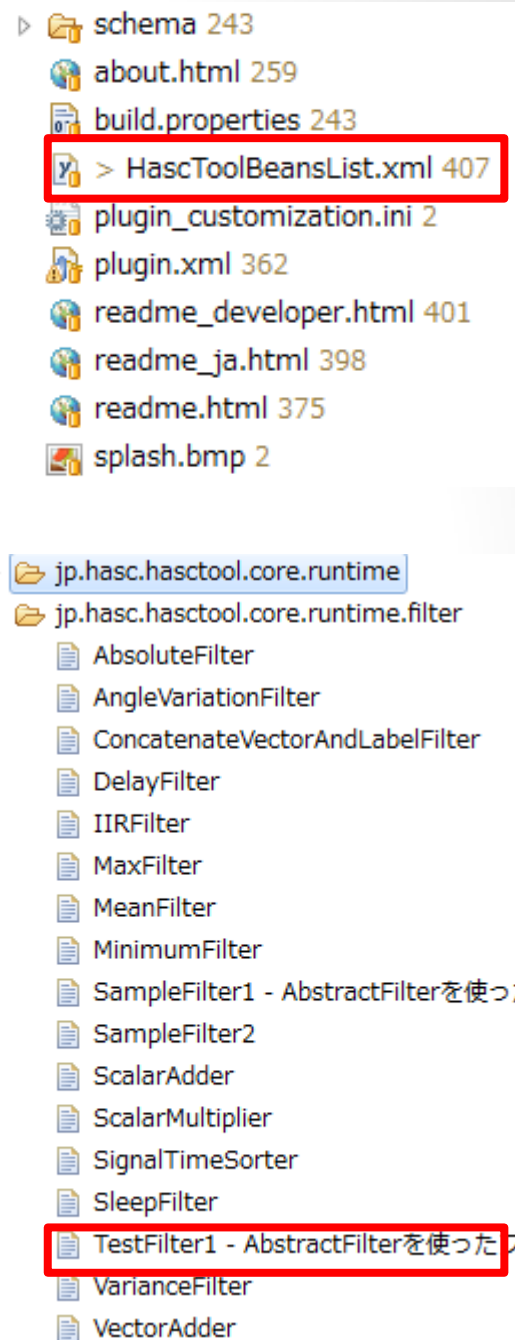 schema 243
about.html 259
build.properties 243
> HascToolBeansList.xml 407
plugin_customization.ini 2
plugin.xml 362
readme_developer.html 401
readme_ja.html 398
readme.html 375
splash.bmp 2
jp.hasc.hasctool.core.runtime
jp.hasc.hasctool.core.runtime.filter
AbsoluteFilter
AngleVariationFilter
ConcatenateVectorAndLabelFilter
DelayFilter
IIRFilter
MaxFilter
MeanFilter
MinimumFilter
SampleFilter1 - AbstractFilterを使っ
SampleFilter2
ScalarAdder
ScalarMultiplier
SignalTimeSorter
SleepFilter
TestFilter1 - AbstractFilterを使った
VarianceFilter
VectorAdder